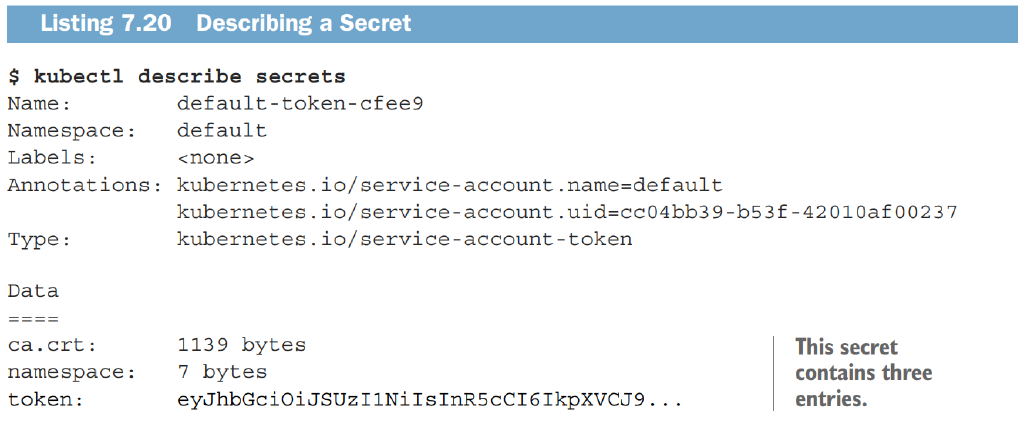 Listing 7.20 Describing a Secret
$ kubectl describe secrets
Name: default-token-cfee9
Namespace: default
Labels: <none>
Annotations: kubernetes.io/service-account.name=default
kubernetes.io/service-account.uid=cc04bb39-b53f-42010af00237
Type: kubernetes.io/service-account-token
Data
====
ca.crt: 1139 bytes
namespace: 7 bytes
token: eyJhbGciOiJSUzI1NiIsInR5cCI6IkpXVCJ9...
This secret
contains three
entries.